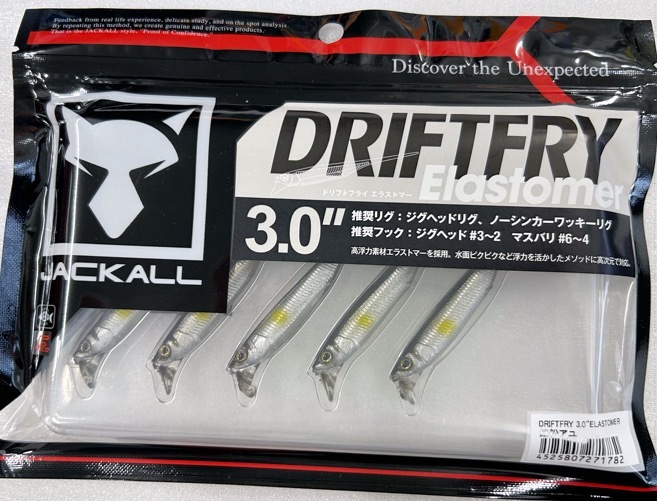 Feedback from real life experience, delicate study, and on the spot analysis.
By repeating this method, we create genuine and effective products.
That is the JACKALL style, "Proof of Confidence."
Discover the Unexpected
DRIFTFRY
ドリフトフライ エラストマー
Elastomer
3.0"
推奨リグ：ジグヘッドリグ、ノーシンカーワッキーリグ
推奨フック：ジグヘッド #3～2 マスバリ #6～4
高浮力素材エラストマーを採用。水面ピクピクなど浮力を活かしたメソッドに高次元で対応。
JACKALL
DRIFTFRY 3.0"ELASTOMER
アユ
4525807271782